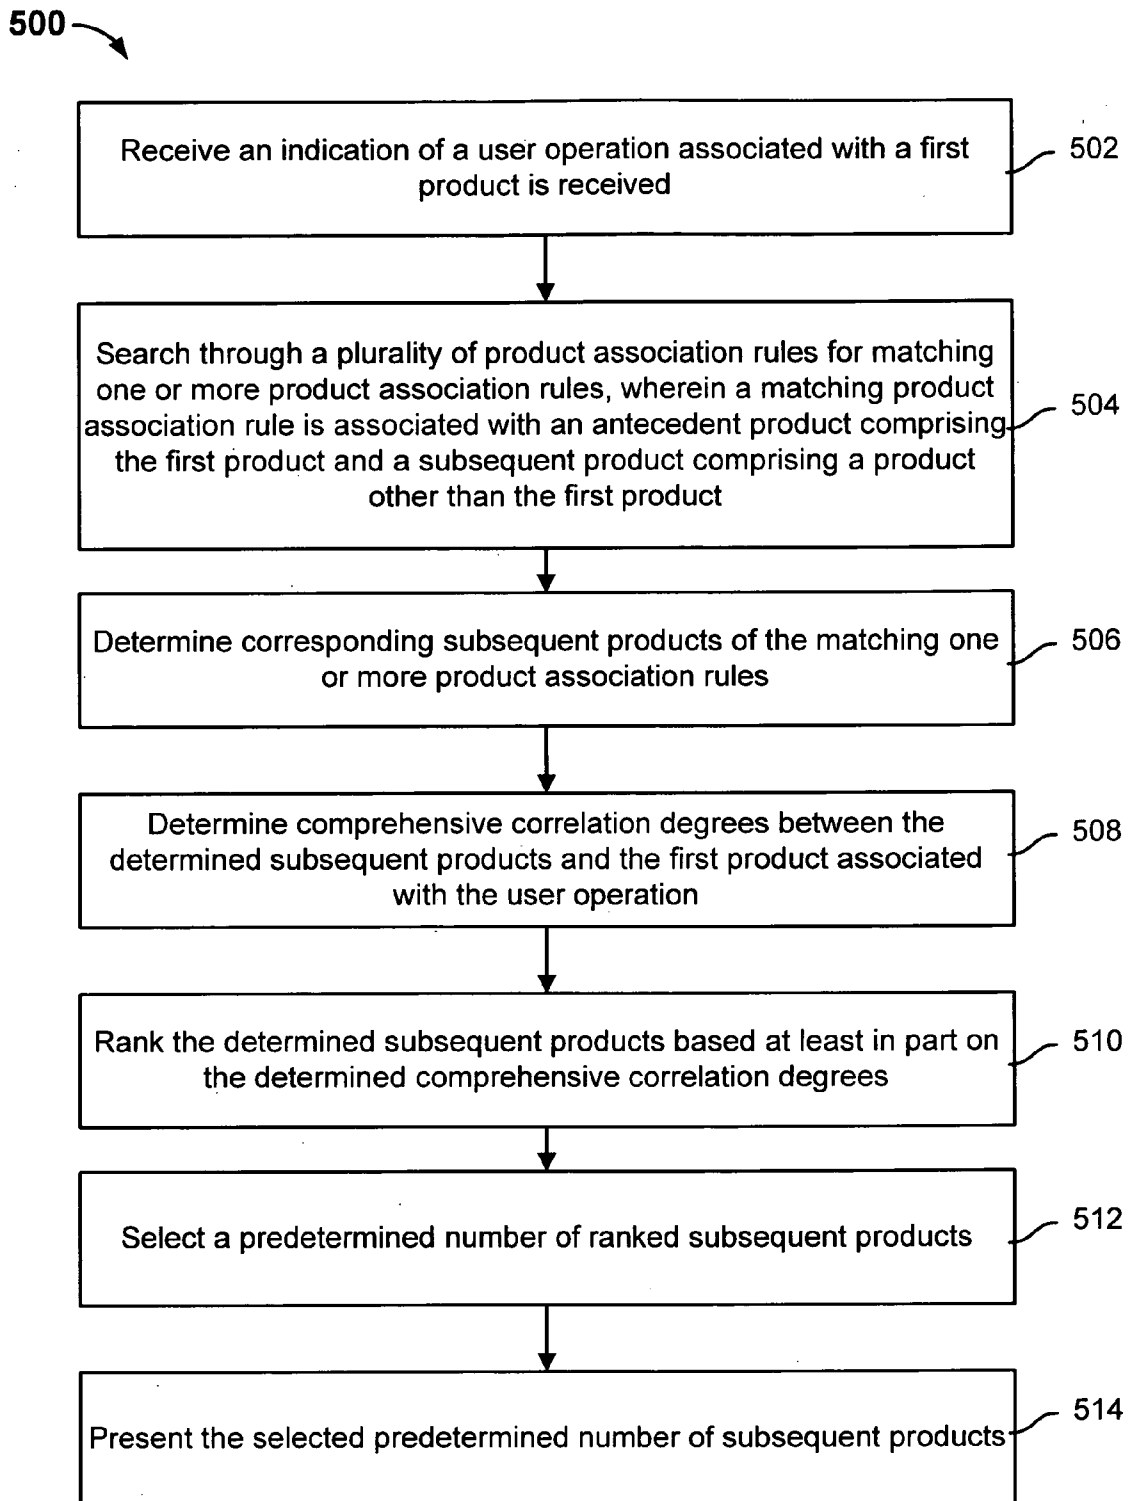 500
Receive an indication of a user operation associated with a first
product is received
502
Search through a plurality of product association rules for matching
one or more product association rules, wherein a matching product
association rule is associated with an antecedent product comprising
the first product and a subsequent product comprising a product
other than the first product
504
Determine corresponding subsequent products of the matching one
or more product association rules
506
Determine comprehensive correlation degrees between the
determined subsequent products and the first product associated
with the user operation
508
Rank the determined subsequent products based at least in part on
the determined comprehensive correlation degrees
510
Select a predetermined number of ranked subsequent products
512
Present the selected predetermined number of subsequent products
514